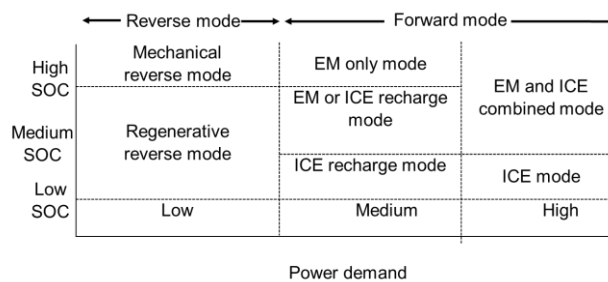 Reverse mode
Forward mode
High
SOC
Mechanical
reverse mode
EM only mode
EM and ICE
combined mode
Medium
SOC
Regenerative
reverse mode
EM or ICE recharge
mode
Low
SOC
ICE recharge mode
ICE mode
Low
Medium
High
Power demand